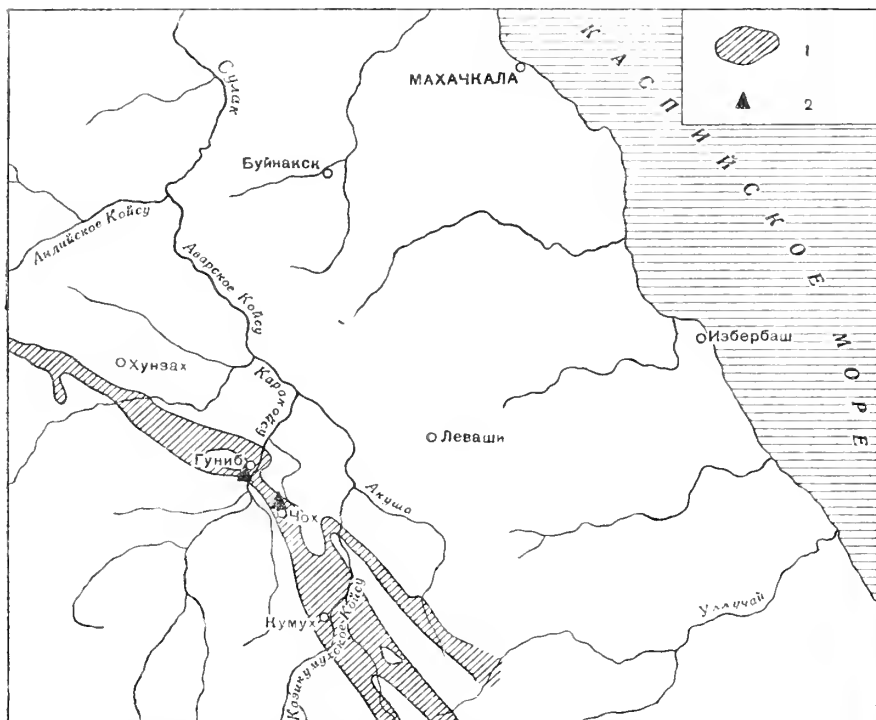 КАСПИЙСКОЕ МОРЕ
1
2
МАХАЧКАЛА
Сулак
Буйнакск
Андийское Койсу
Аварское Койсу
Избербаш
Хунзах
Каракойсу
Леваши
Гуниб
Акуша
Чох
Кумух
Казикумухское Койсу
Уллучай